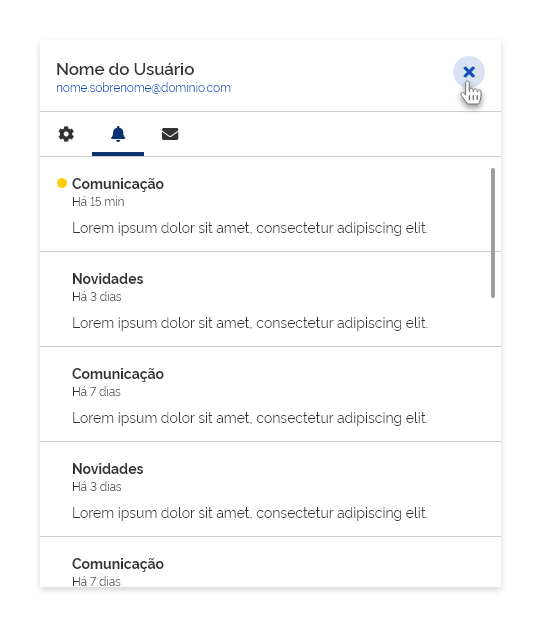 Nome do Usuário
nome.sobrenome@dominio.com
Comunicação
Há 15 min
Lorem ipsum dolor sit amet, consectetur adipiscing elit.
Novidades
Há 3 dias
Lorem ipsum dolor sit amet, consectetur adipiscing elit.
Comunicação
Há 7 dias
Lorem ipsum dolor sit amet, consectetur adipiscing elit.
Novidades
Há 3 dias
Lorem ipsum dolor sit amet, consectetur adipiscing elit.
Comunicação
Há 7 dias